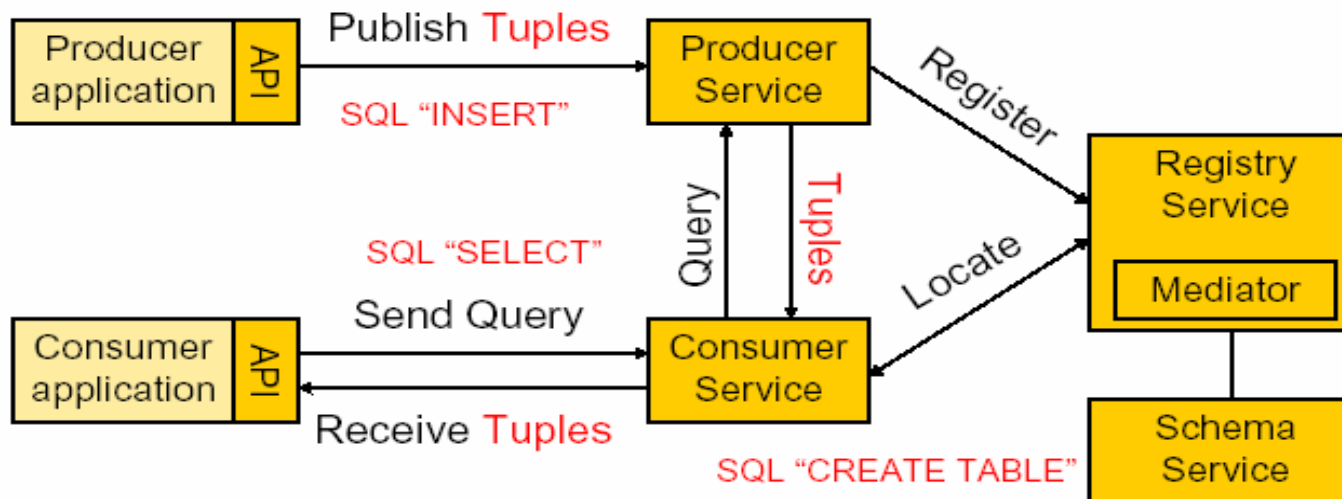 Producer
application
API
Publish Tuples
SQL “INSERT”
Producer
Service
Register
Registry
Service
Mediator
Query
Tuples
Locate
SQL “SELECT”
Send Query
Consumer
application
API
Receive Tuples
Consumer
Service
SQL “CREATE TABLE”
Schema
Service